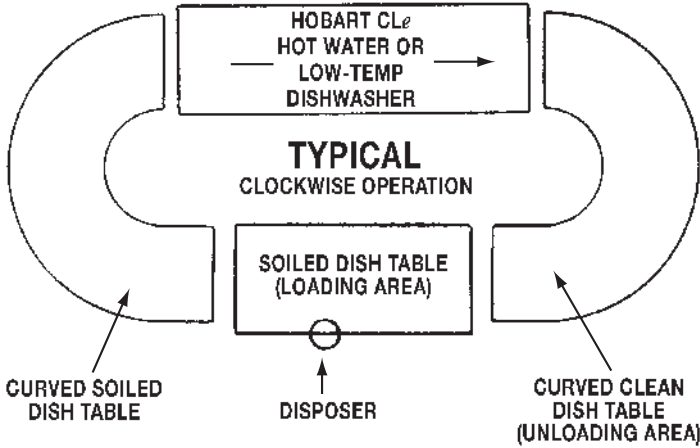 HOBART CLe
HOT WATER OR
LOW-TEMP
DISHWASHER
TYPICAL
CLOCKWISE OPERATION
SOILED DISH TABLE
(LOADING AREA)
CURVED SOILED
DISH TABLE
DISPOSER
CURVED CLEAN
DISH TABLE
(UNLOADING AREA)